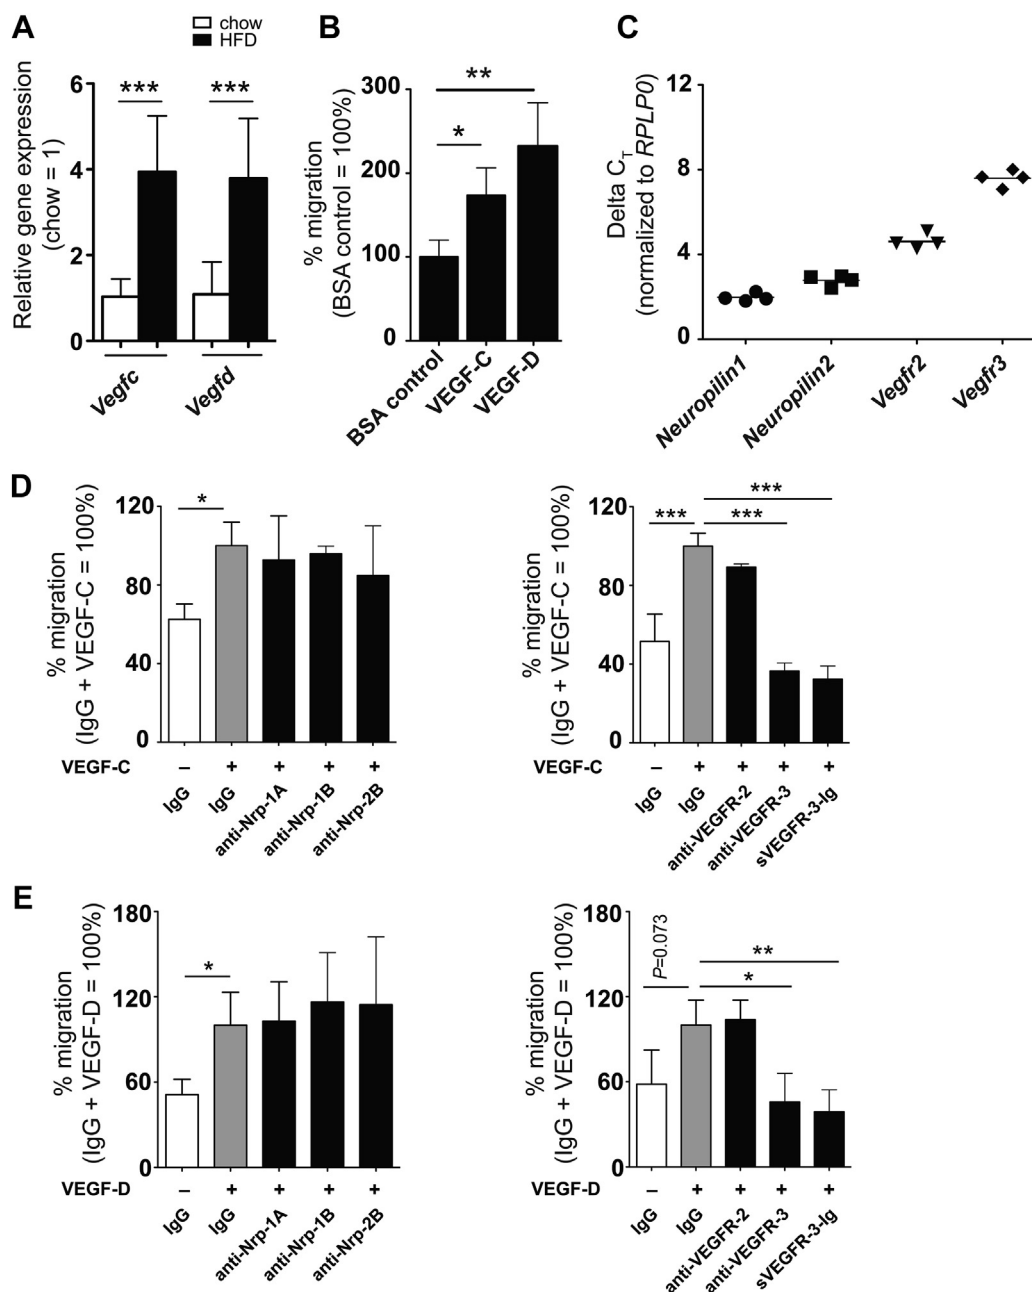 A
chow
HFD
***
***
Relative gene expression
(chow = 1)
6
4
2
0
Vegfc
Vegfd
B
**
*
% migration
(BSA control = 100%)
300
200
100
0
BSA control
VEGF-C
VEGF-D
C
Delta CT
(normalized to RPLP0)
12
8
4
0
Neuropilin1
Neuropilin2
Vegfr2
Vegfr3
D
*
% migration
(IgG + VEGF-C = 100%)
120
80
40
0
VEGF-C – + + + +
IgG
IgG
anti-Nrp-1A
anti-Nrp-1B
anti-Nrp-2B
***
*** ***
% migration
(IgG + VEGF-C = 100%)
120
80
40
0
VEGF-C – + + + +
IgG
IgG
anti-VEGFR-2
anti-VEGFR-3
sVEGFR-3-Ig
E
*
% migration
(IgG + VEGF-D = 100%)
180
120
60
0
VEGF-D – + + + +
IgG
IgG
anti-Nrp-1A
anti-Nrp-1B
anti-Nrp-2B
P=0.073
**
*
% migration
(IgG + VEGF-D = 100%)
180
120
60
0
VEGF-D – + + + +
IgG
IgG
anti-VEGFR-2
anti-VEGFR-3
sVEGFR-3-Ig